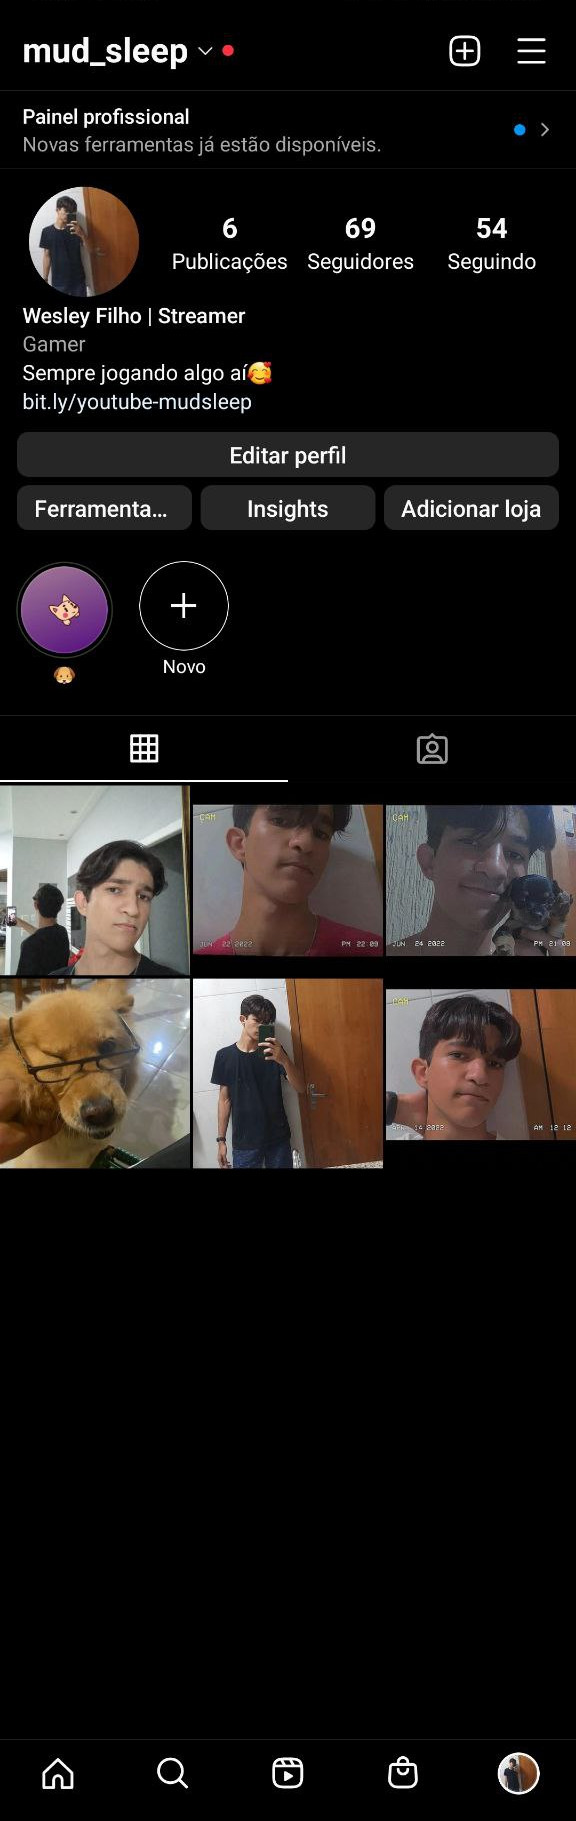 mud_sleep
Painel profissional
Novas ferramentas já estão disponíveis.
6 69 54
Publicações Seguidores Seguindo
Wesley Filho | Streamer
Gamer
Sempre jogando algo aí🥰
bit.ly/youtube-mudsleep
Editar perfil
Ferramenta... Insights Adicionar loja
Novo
CAM CAM
JUN 22 2022 PM 22 09 JUN 24 2022 PM 21 08
CAM
14 2022 AM 12 12